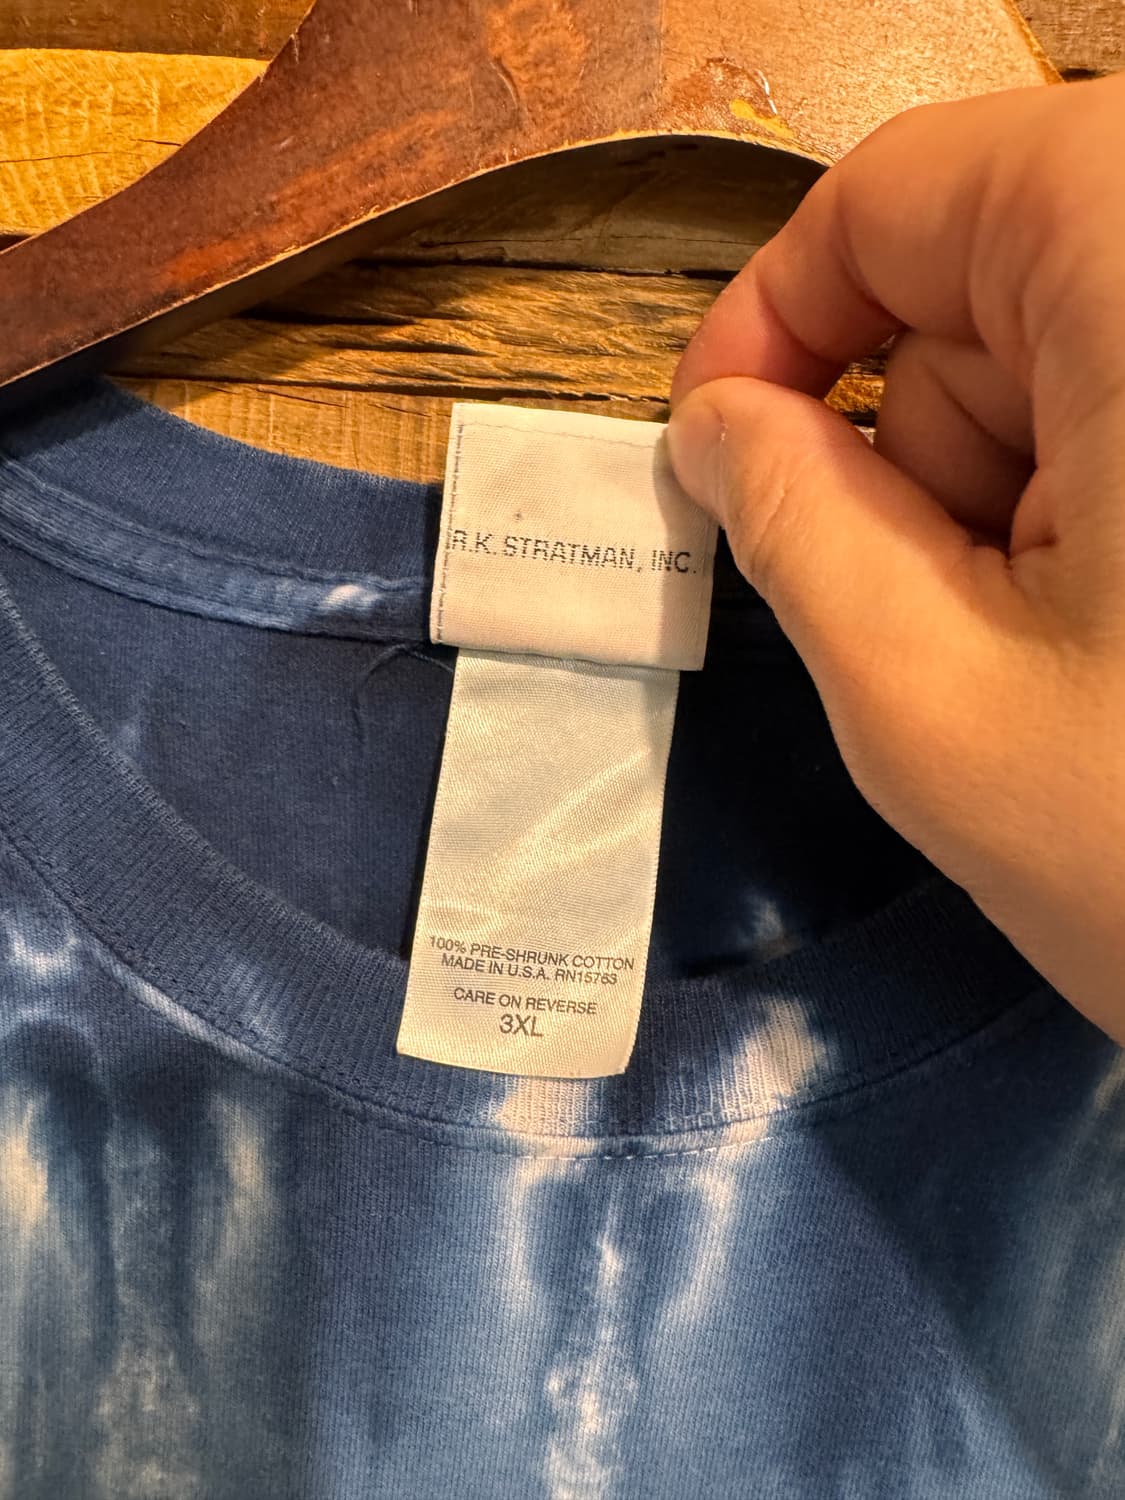 R.K. STRATMAN, INC.
100% PRE-SHRUNK COTTON
MADE IN U.S.A. RN15763
CARE ON REVERSE
3XL